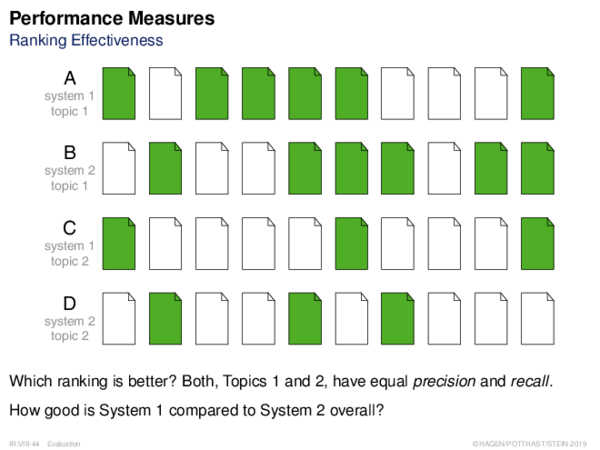 Performance Measures
Ranking Effectiveness
A
system 1
topic 1
B
system 2
topic 1
C
system 1
topic 2
D
system 2
topic 2
Which ranking is better? Both, Topics 1 and 2, have equal precision and recall.
How good is System 1 compared to System 2 overall?
IR:VIII-44 Evaluation ©HAGEN/POTTHAST/STEIN 2019